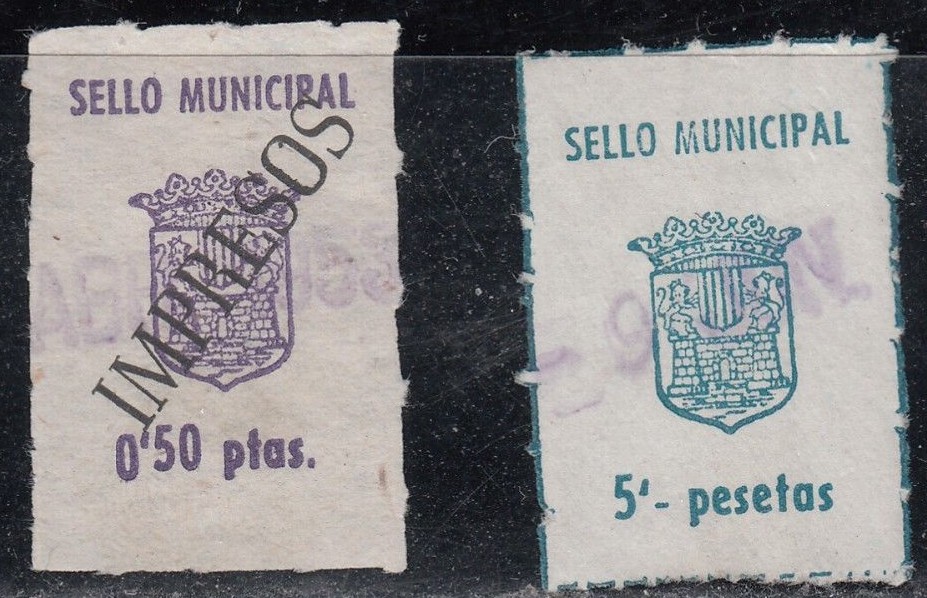 SELLO MUNICIPAL
IMPRESOS
0'50 ptas.
SELLO MUNICIPAL
5'- pesetas